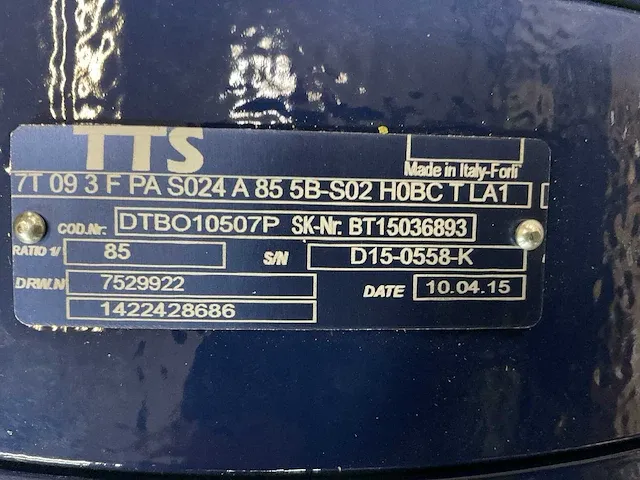 TTS
Made in Italy-Forli'
7T 09 3 F PA S024 A 85 5B-S02 H0BC T LA1
COD.Nr. DTBO10507P SK-Nr. BT15036893
RATIO 1/ 85 S/N D15-0558-K
DRW.N 7529922 DATE 10.04.15
1422428686